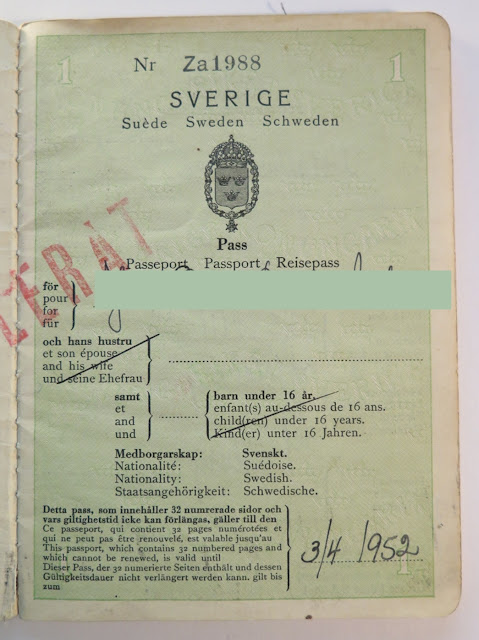 1 1
Nr Za1988
SVERIGE
Suède Sweden Schweden
Pass
Passeport Passport Reisepass
för
pour
for
für
och hans hustru
et son épouse
and his wife
und seine Ehefrau
samt
et
and
und
barn under 16 år.
enfant(s) au-dessous de 16 ans.
child(ren) under 16 years.
Kind(er) unter 16 Jahren.
Medborgarskap: Svenskt.
Nationalité: Suédoise.
Nationality: Swedish.
Staatsangehörigkeit: Schwedische.
Detta pass, som innehåller 32 numrerade sidor och
vars giltighetstid icke kan förlängas, gäller till den
Ce passeport, qui contient 32 pages numérotées et
qui ne peut pas être renouvelé, est valable jusqu'au
This passport, which contains 32 numbered pages and
which cannot be renewed, is valid until
Dieser Pass, der 32 numerierte Seiten enthält und dessen
Gültigkeitsdauer nicht verlängert werden kann, gilt bis
zum
3/4 1952
1